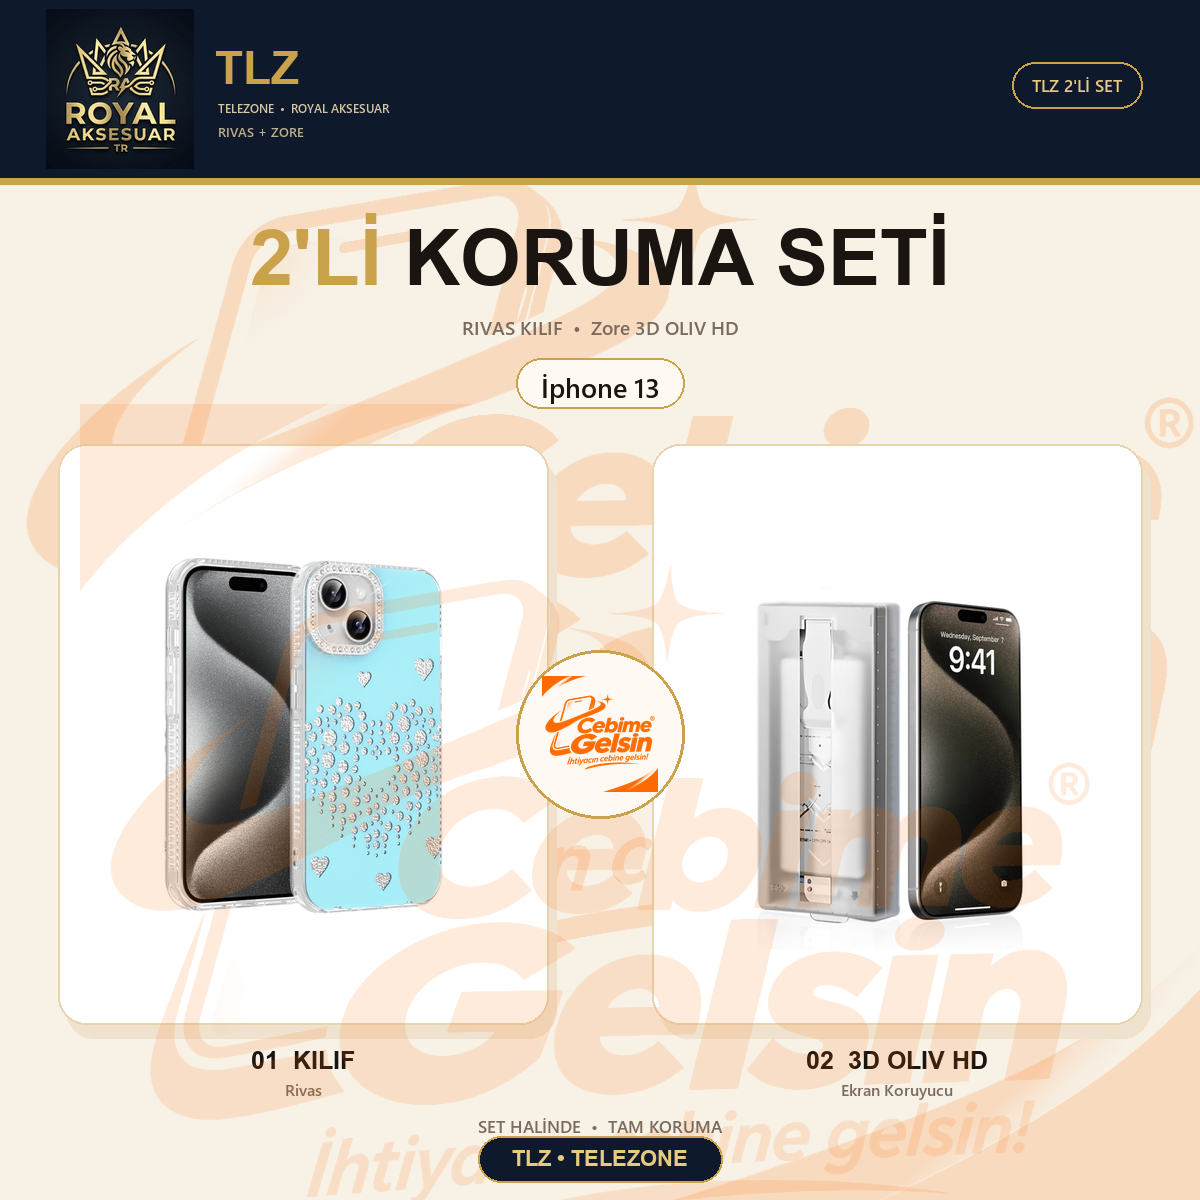 ROYAL
AKSESUAR
TR
TLZ
TELEZONE • ROYAL AKSESUAR
RIVAS + ZORE
TLZ 2'Lİ SET
2'Lİ KORUMA SETİ
RIVAS KILIF • Zore 3D OLIV HD
İphone 13
Wednesday, September 7
9:41
Cebime®
Gelsin
İhtiyacın cebine gelsin!
Cebime®
Gelsin
01 KILIF
Rivas
02 3D OLIV HD
Ekran Koruyucu
SET HALİNDE • TAM KORUMA
TLZ • TELEZONE